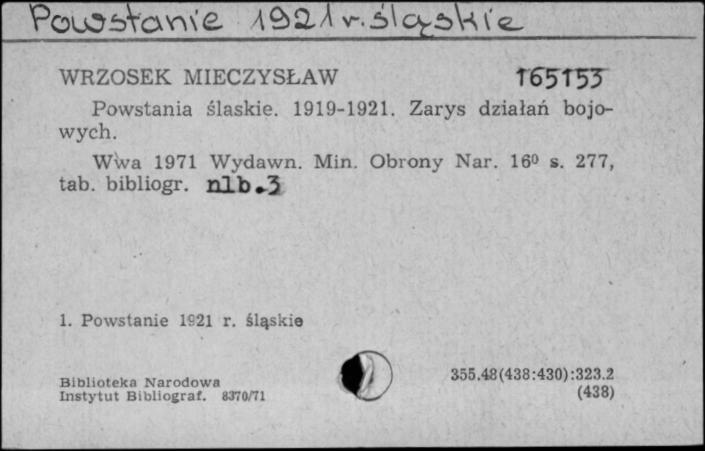 Powstanie 1921 r. śląskie
WRZOSEK MIECZYSŁAW 165153
Powstania ślaskie. 1919-1921. Zarys działań bojo-
wych.
Wwa 1971 Wydawn. Min. Obrony Nar. 16⁰ s. 277,
tab. bibliogr. nlb.3
1. Powstanie 1921 r. śląskie
Biblioteka Narodowa 355.48(438:430):323.2
Instytut Bibliograf. 8370/71 (438)